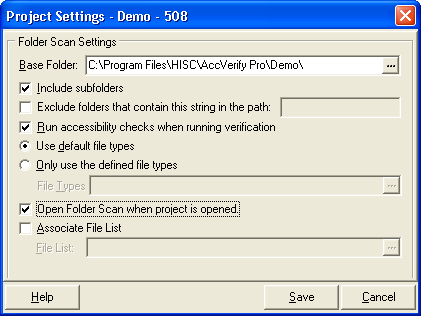 Project Settings - Demo - 508
Folder Scan Settings
Base Folder: C:\Program Files\HISC\AccVerify Pro\Demo\ ...
Include subfolders
Exclude folders that contain this string in the path:
Run accessibility checks when running verification
Use default file types
Only use the defined file types
File Types ...
Open Folder Scan when project is opened.
Associate File List
File List: ...
Help Save Cancel